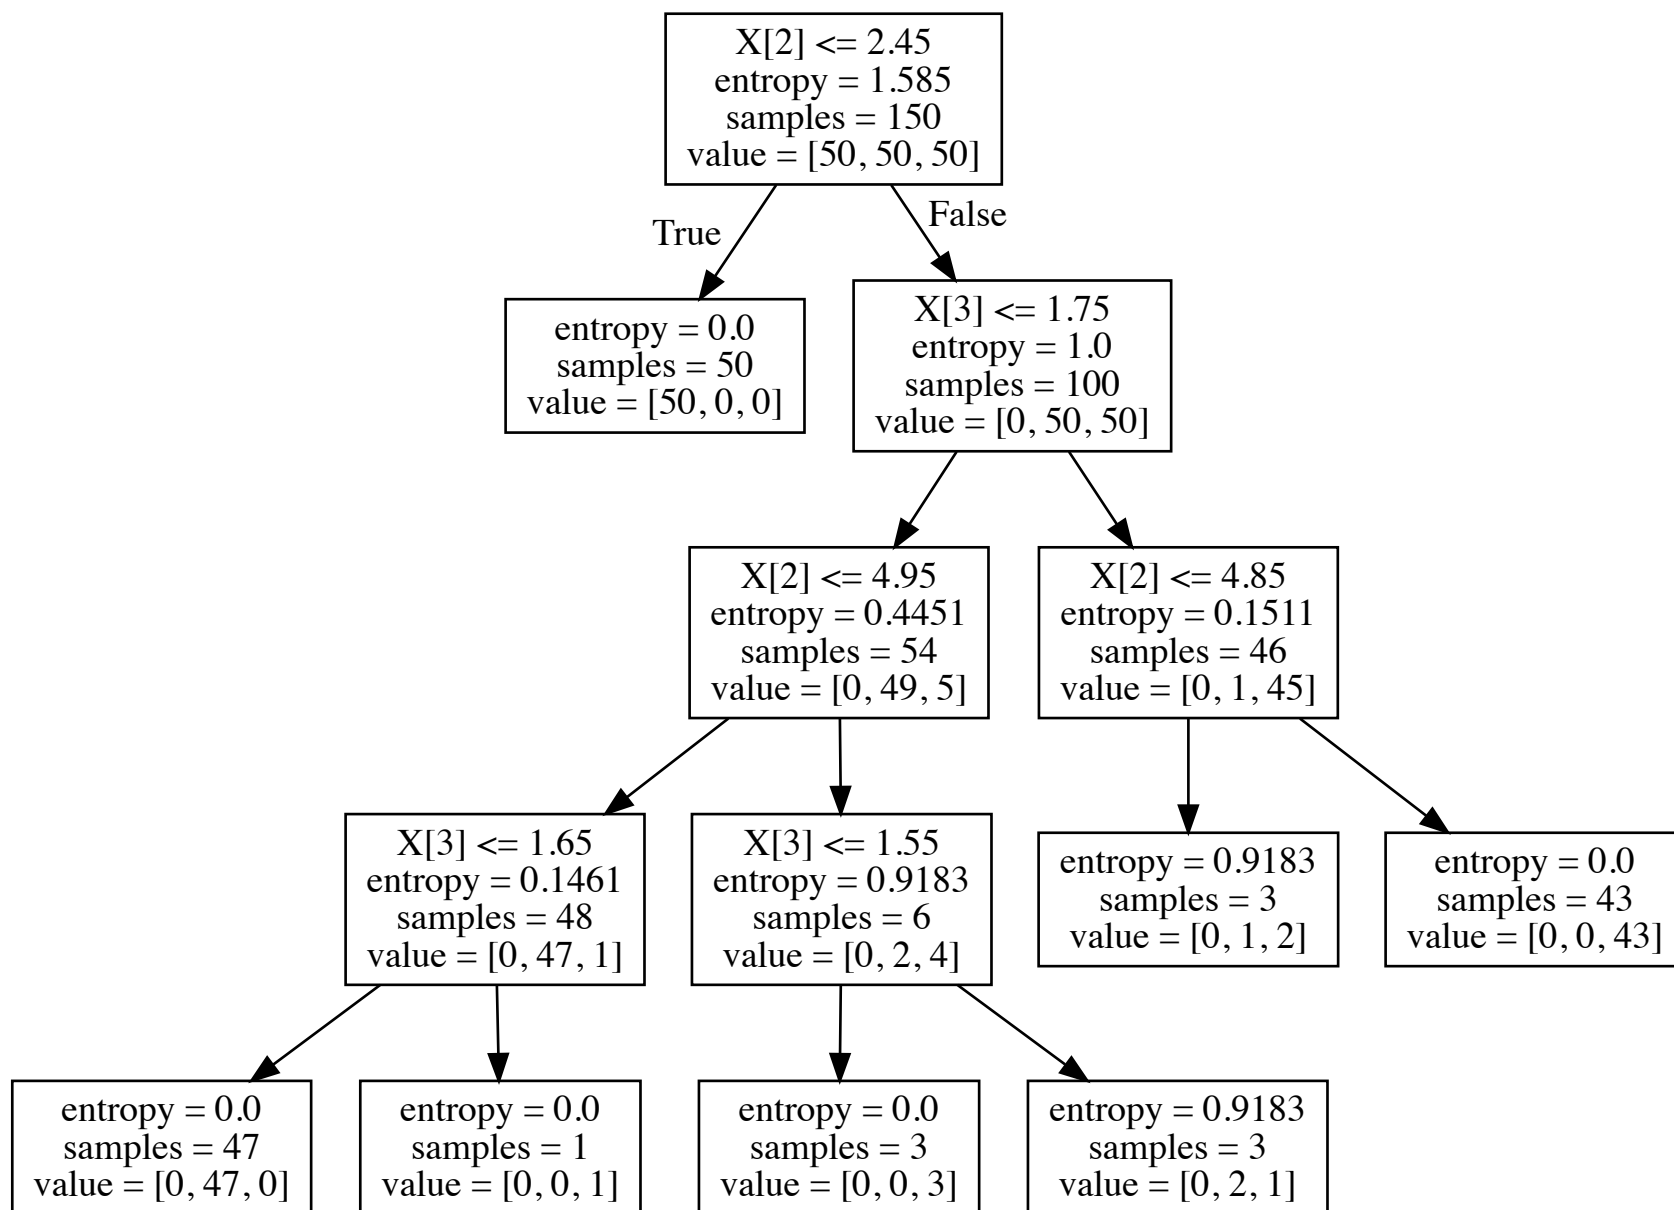 X[2] <= 2.45
entropy = 1.585
samples = 150
value = [50, 50, 50]
True
False
entropy = 0.0
samples = 50
value = [50, 0, 0]
X[3] <= 1.75
entropy = 1.0
samples = 100
value = [0, 50, 50]
X[2] <= 4.95
entropy = 0.4451
samples = 54
value = [0, 49, 5]
X[2] <= 4.85
entropy = 0.1511
samples = 46
value = [0, 1, 45]
X[3] <= 1.65
entropy = 0.1461
samples = 48
value = [0, 47, 1]
X[3] <= 1.55
entropy = 0.9183
samples = 6
value = [0, 2, 4]
entropy = 0.9183
samples = 3
value = [0, 1, 2]
entropy = 0.0
samples = 43
value = [0, 0, 43]
entropy = 0.0
samples = 47
value = [0, 47, 0]
entropy = 0.0
samples = 1
value = [0, 0, 1]
entropy = 0.0
samples = 3
value = [0, 0, 3]
entropy = 0.9183
samples = 3
value = [0, 2, 1]